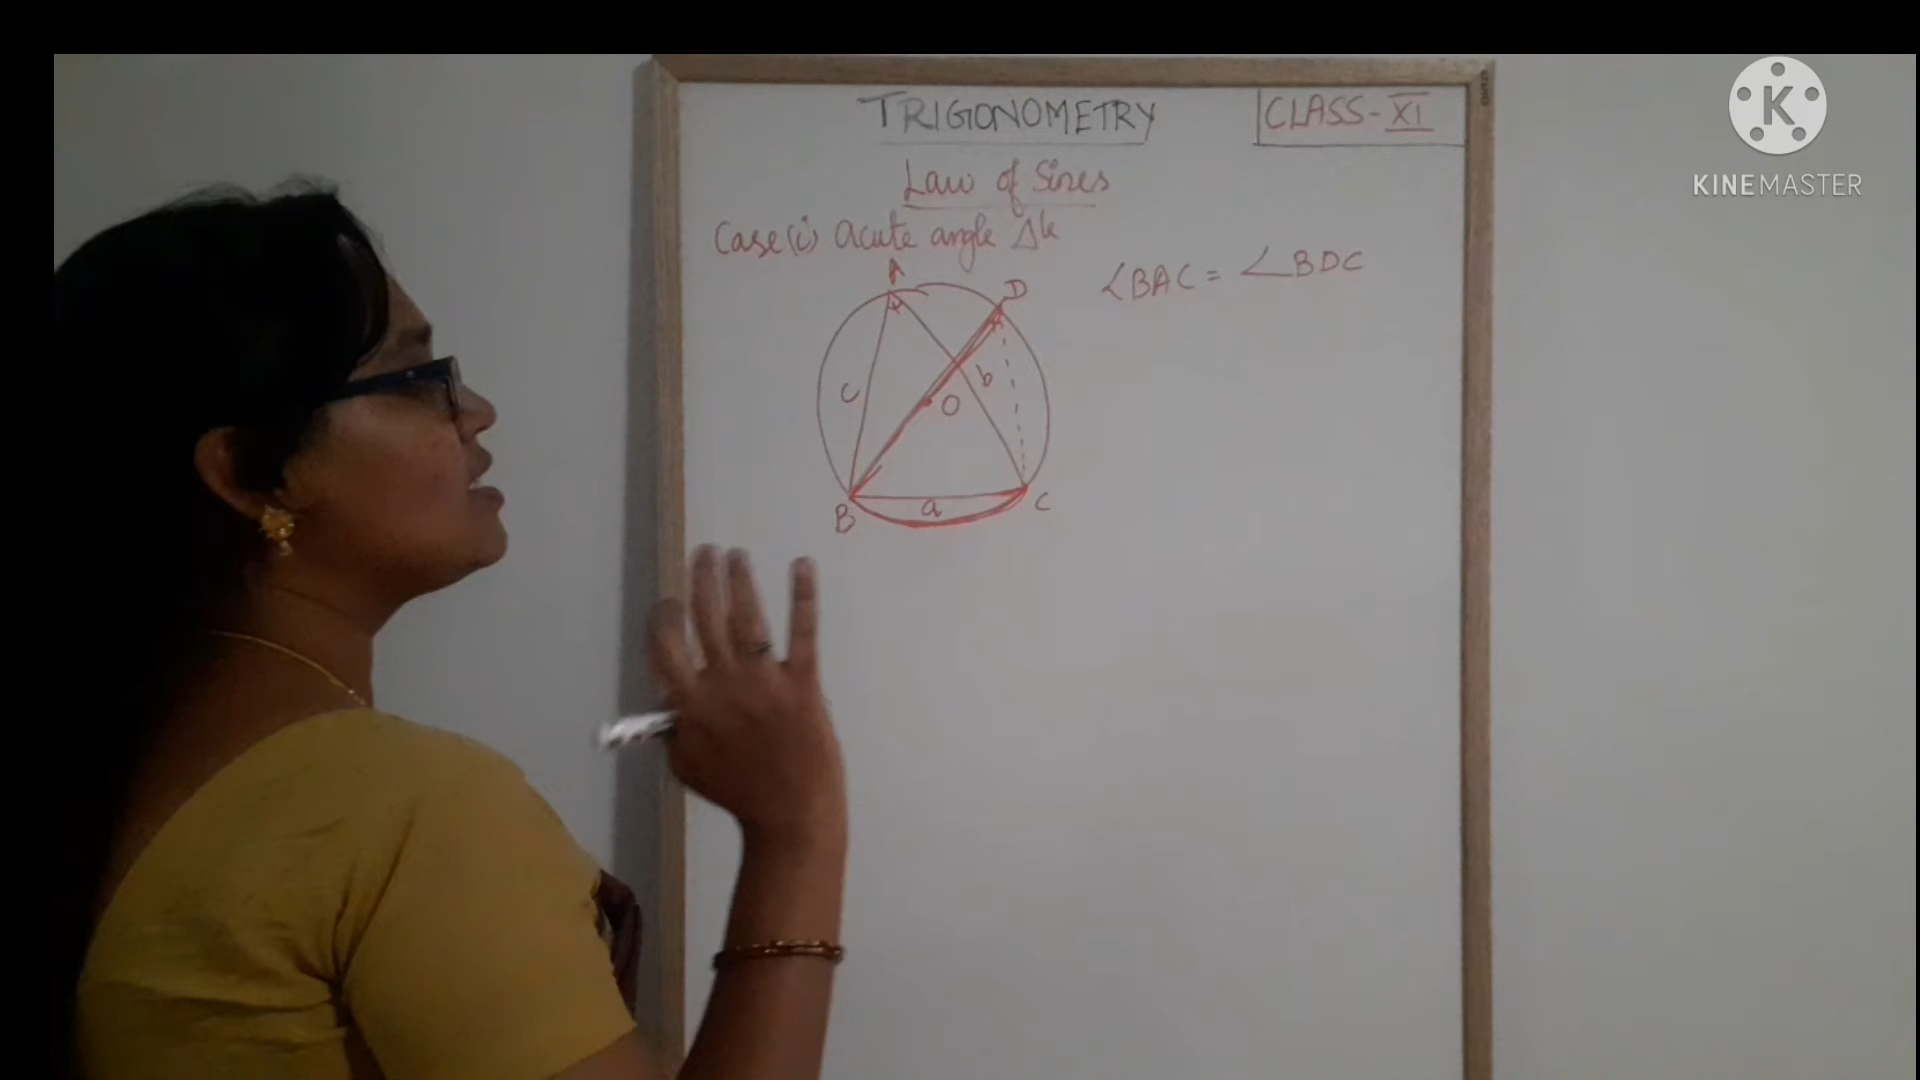 TRIGONOMETRY
CLASS-XI
Law of Sines
Case(i) Acute angle Δle
∠BAC = ∠BDC
A
D
c
b
O
B
a
C
K
KINEMASTER